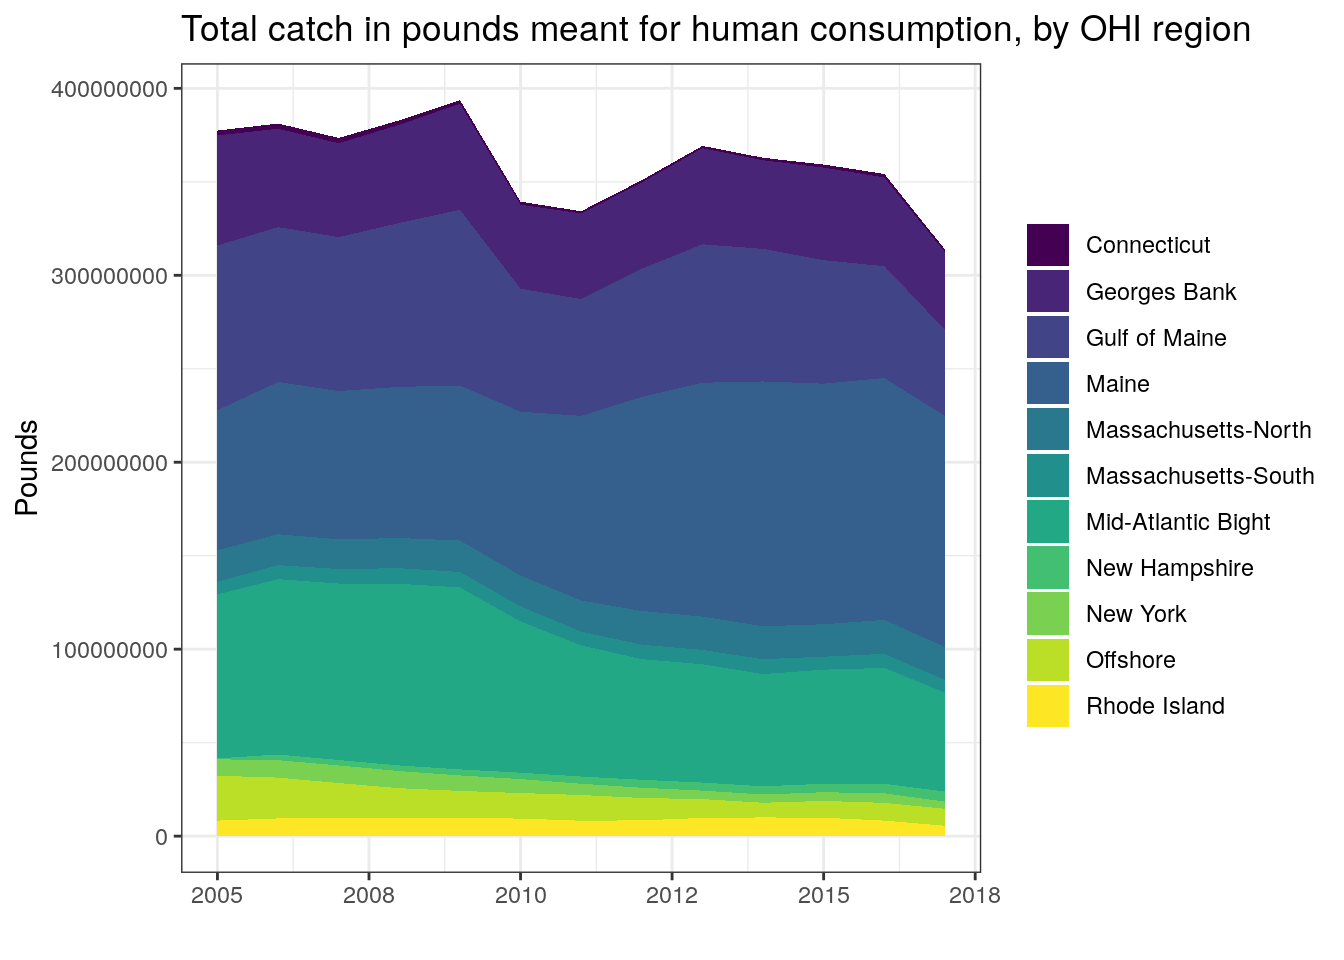 Total catch in pounds meant for human consumption, by OHI region
400000000
300000000
200000000
100000000
0
Pounds
2005
2008
2010
2012
2015
2018
Connecticut
Georges Bank
Gulf of Maine
Maine
Massachusetts-North
Massachusetts-South
Mid-Atlantic Bight
New Hampshire
New York
Offshore
Rhode Island